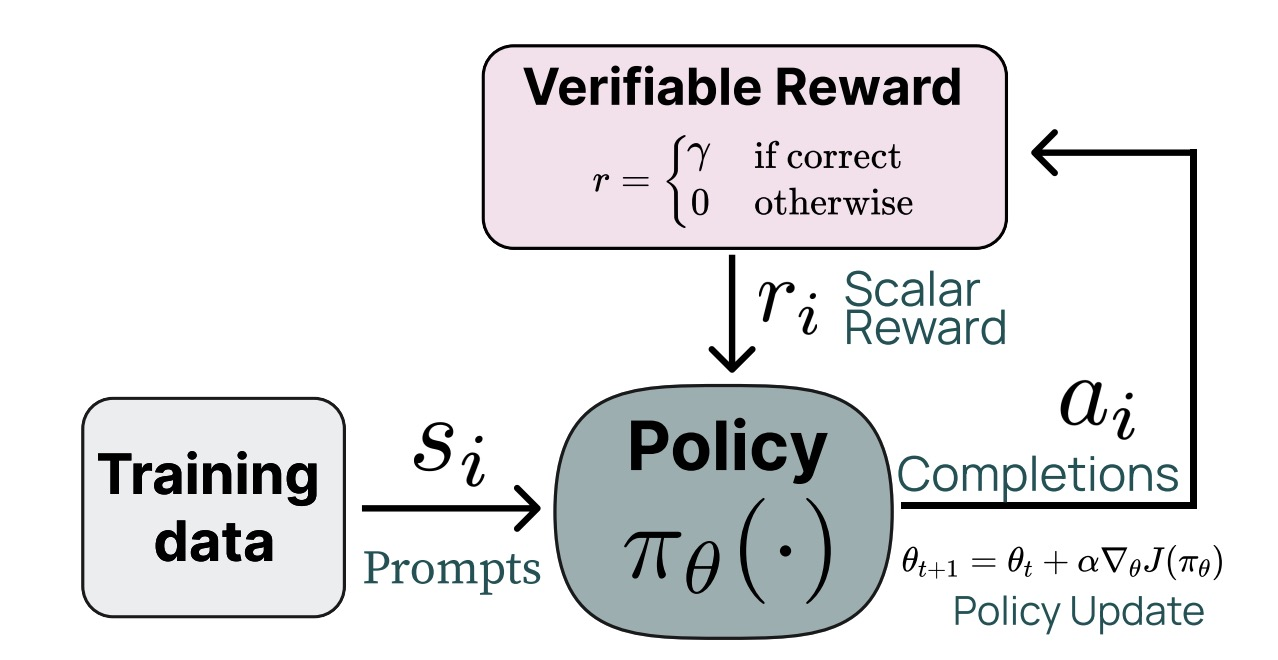 Verifiable Reward
r = { γ if correct
0 otherwise
r_i Scalar
Reward
a_i
Training
data
s_i
Prompts
Policy
π_θ(·)
Completions
θ_{t+1} = θ_t + α∇_θJ(π_θ)
Policy Update